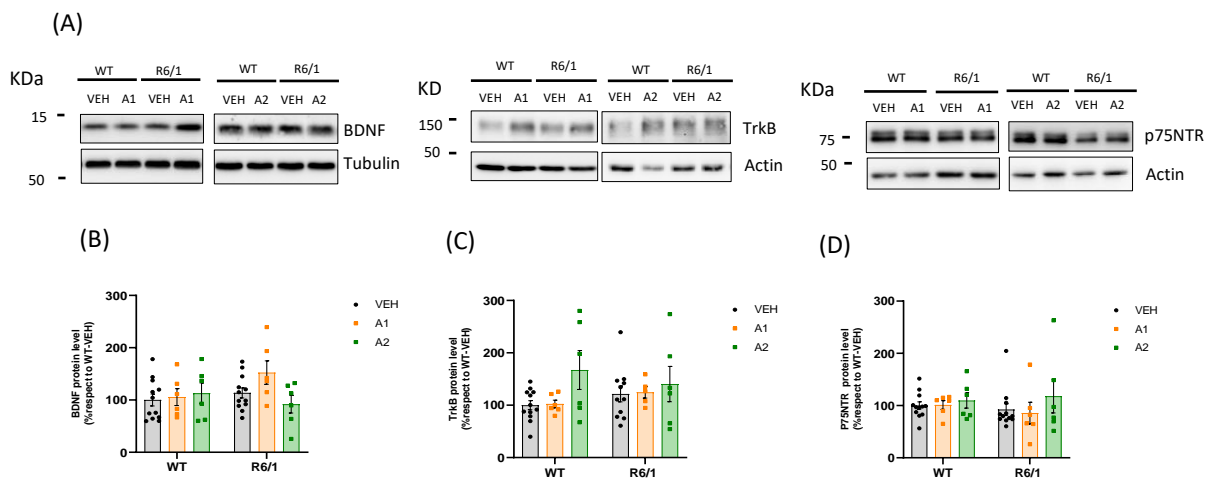 (A)
WT R6/1 WT R6/1
KDa
VEH A1 VEH A1 VEH A2 VEH A2
15
BDNF
Tubulin
50
WT R6/1 WT R6/1
KD
VEH A1 VEH A1 VEH A2 VEH A2
150
TrkB
50
Actin
WT R6/1 WT R6/1
KDa
VEH A1 VEH A1 VEH A2 VEH A2
75
p75NTR
50
Actin
(B)
BDNF protein level
(%respect to WT-VEH)
300
200
100
0
WT R6/1
VEH
A1
A2
(C)
TrkB protein level
(%respect to WT-VEH)
300
200
100
0
WT R6/1
VEH
A1
A2
(D)
P75NTR protein level
(%respect to WT-VEH)
300
200
100
0
WT R6/1
VEH
A1
A2